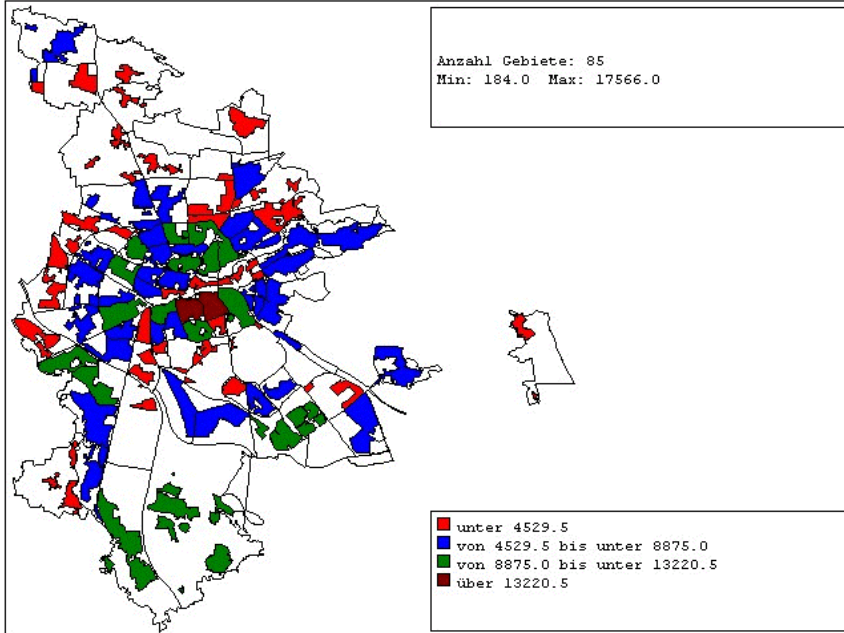 Anzahl Gebiete: 85
Min: 184.0  Max: 17566.0
unter 4529.5
von 4529.5 bis unter 8875.0
von 8875.0 bis unter 13220.5
über 13220.5